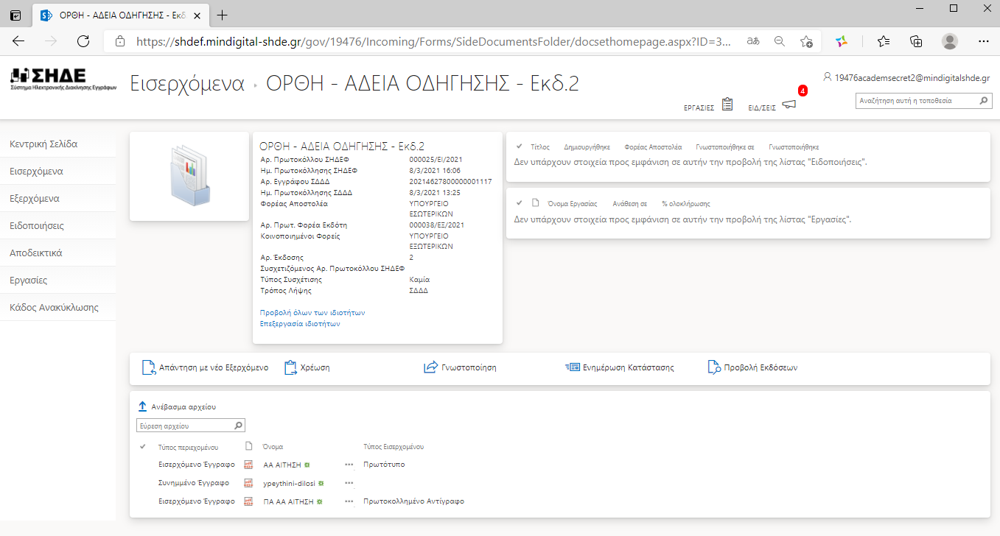 ΟΡΘΗ - ΑΔΕΙΑ ΟΔΗΓΗΣΗΣ - Εκδ
https://shdef.mindigital-shde.gr/gov/19476/Incoming/Forms/SideDocumentsFolder/docsethomepage.aspx?ID=3...
ΣΗΔΕ
Σύστημα Ηλεκτρονικής Διακίνησης Εγγράφων
Εισερχόμενα ▸ ΟΡΘΗ - ΑΔΕΙΑ ΟΔΗΓΗΣΗΣ - Εκδ.2
19476academsecret2@mindigitalshde.gr
ΕΡΓΑΣΙΕΣ
ΕΙΔ/ΣΕΙΣ
4
Αναζήτηση αυτή η τοποθεσία
Κεντρική Σελίδα
Εισερχόμενα
Εξερχόμενα
Ειδοποιήσεις
Αποδεικτικά
Εργασίες
Κάδος Ανακύκλωσης
ΟΡΘΗ - ΑΔΕΙΑ ΟΔΗΓΗΣΗΣ - Εκδ.2
Αρ. Πρωτοκόλλου ΣΗΔΕΦ 000025/ΕΙ/2021
Ημ. Πρωτοκόλλησης ΣΗΔΕΦ 8/3/2021 16:06
Αρ. Εγγράφου ΣΔΔΔ 20214627800000001117
Ημ. Πρωτοκόλλησης ΣΔΔΔ 8/3/2021 13:25
Φορέας Αποστολέα ΥΠΟΥΡΓΕΙΟ
ΕΣΩΤΕΡΙΚΩΝ
Αρ. Πρωτ. Φορέα Εκδότη 000038/ΕΞ/2021
Κοινοποιημένοι Φορείς ΥΠΟΥΡΓΕΙΟ
ΕΞΩΤΕΡΙΚΩΝ
Αρ. Έκδοσης 2
Συσχετιζόμενος Αρ. Πρωτοκόλλου ΣΗΔΕΦ
Τύπος Συσχέτισης Καμία
Τρόπος Λήψης ΣΔΔΔ
Προβολή όλων των ιδιοτήτων
Επεξεργασία ιδιοτήτων
Τίτλος Δημιουργήθηκε Φορέας Αποστολέα Γνωστοποιήθηκε σε Γνωστοποιήθηκε
Δεν υπάρχουν στοιχεία προς εμφάνιση σε αυτήν την προβολή της λίστας "Ειδοποιήσεις".
Όνομα Εργασίας Ανάθεση σε % ολοκλήρωσης
Δεν υπάρχουν στοιχεία προς εμφάνιση σε αυτήν την προβολή της λίστας "Εργασίες".
Απάντηση με νέο Εξερχόμενο Χρέωση Γνωστοποίηση Ενημέρωση Κατάστασης Προβολή Εκδόσεων
Ανέβασμα αρχείου
Εύρεση αρχείου
Τύπος περιεχομένου Όνομα Τύπος Εισερχομένου
Εισερχόμενο Έγγραφο ΑΑ ΑΙΤΗΣΗ ... Πρωτότυπο
Συνημμένο Έγγραφο ypeythini-dilosi ...
Εισερχόμενο Έγγραφο ΠΑ ΑΑ ΑΙΤΗΣΗ ... Πρωτοκολλημένο Αντίγραφο